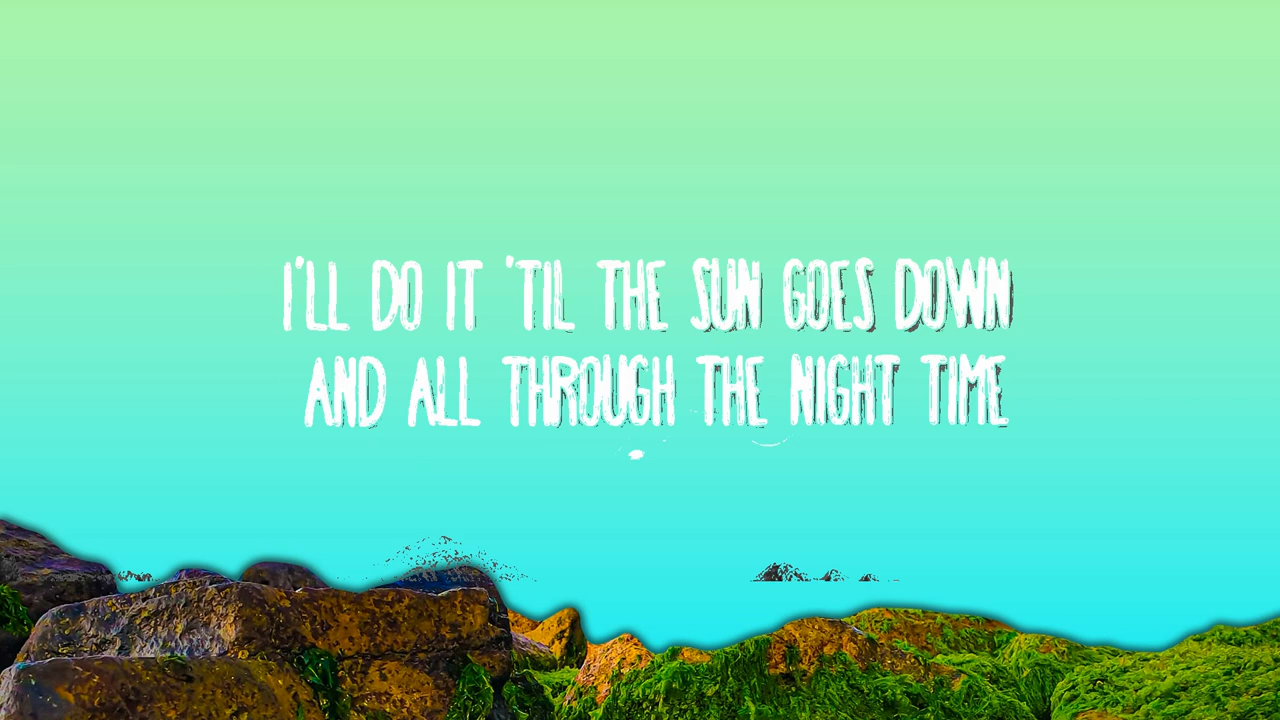 I'LL DO IT 'TIL THE SUN GOES DOWN
AND ALL THROUGH THE NIGHT TIME